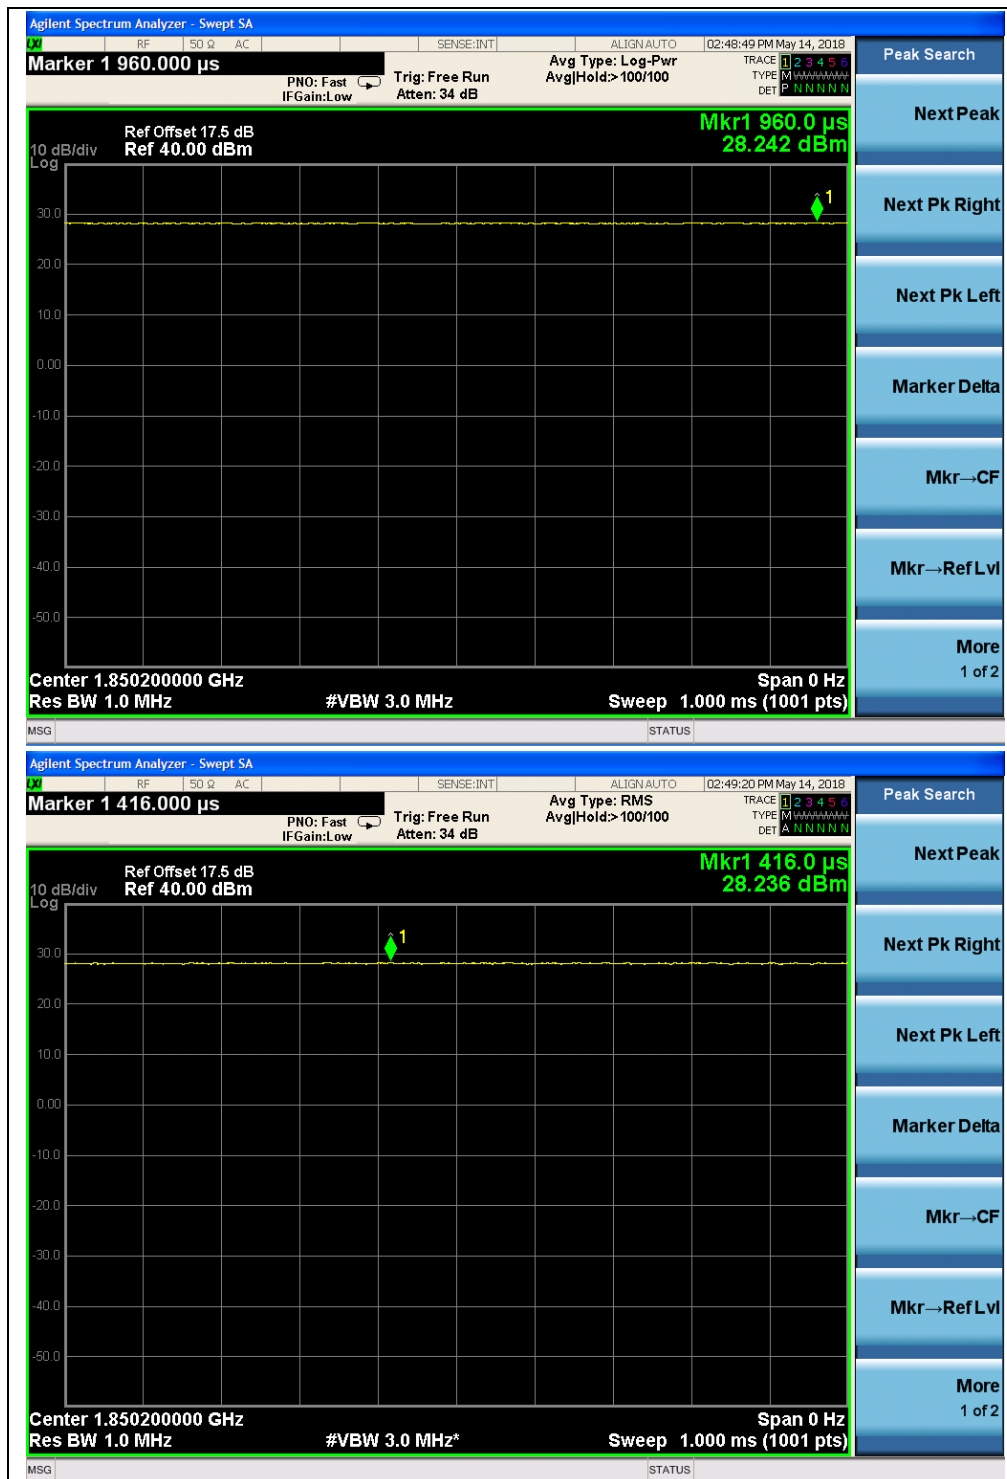 Agilent Spectrum Analyzer - Swept SA
LXI RF 50 Ω AC SENSE:INT ALIGN AUTO 02:48:49 PM May 14, 2018
Marker 1 960.000 µs
PNO: Fast
IFGain:Low
Trig: Free Run
Atten: 34 dB
Avg Type: Log-Pwr
Avg|Hold:>100/100
TRACE 1 2 3 4 5 6
TYPE M
DET P N N N N N
Peak Search
Mkr1 960.0 µs
28.242 dBm
Ref Offset 17.5 dB
10 dB/div Ref 40.00 dBm
Log
1
30.0
20.0
10.0
0.00
-10.0
-20.0
-30.0
-40.0
-50.0
Center 1.850200000 GHz Span 0 Hz
Res BW 1.0 MHz #VBW 3.0 MHz Sweep 1.000 ms (1001 pts)
Next Peak
Next Pk Right
Next Pk Left
Marker Delta
Mkr→CF
Mkr→Ref Lvl
More
1 of 2
MSG STATUS
Agilent Spectrum Analyzer - Swept SA
LXI RF 50 Ω AC SENSE:INT ALIGN AUTO 02:49:20 PM May 14, 2018
Marker 1 416.000 µs
PNO: Fast
IFGain:Low
Trig: Free Run
Atten: 34 dB
Avg Type: RMS
Avg|Hold:>100/100
TRACE 1 2 3 4 5 6
TYPE M
DET A N N N N N
Peak Search
Mkr1 416.0 µs
28.236 dBm
Ref Offset 17.5 dB
10 dB/div Ref 40.00 dBm
Log
1
30.0
20.0
10.0
0.00
-10.0
-20.0
-30.0
-40.0
-50.0
Center 1.850200000 GHz Span 0 Hz
Res BW 1.0 MHz #VBW 3.0 MHz* Sweep 1.000 ms (1001 pts)
Next Peak
Next Pk Right
Next Pk Left
Marker Delta
Mkr→CF
Mkr→Ref Lvl
More
1 of 2
MSG STATUS